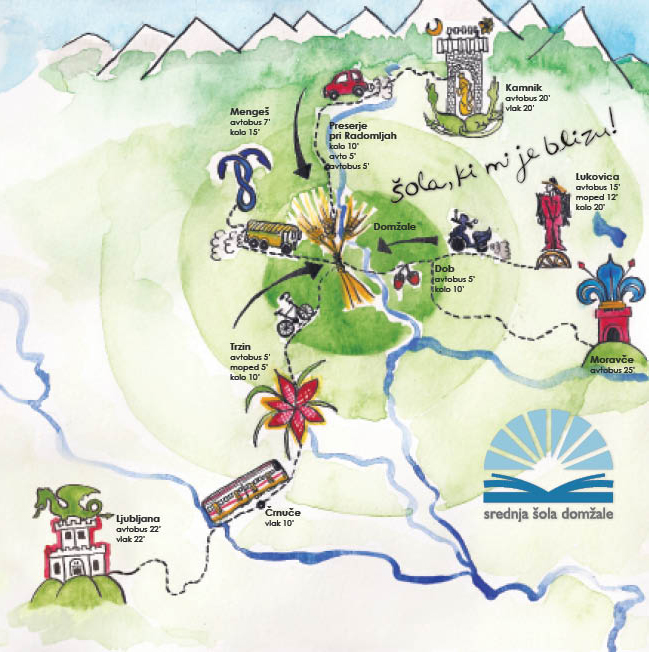 Kamnik
avtobus 20'
vlak 20'
Mengeš
avtobus 7'
kolo 15'
Preserje
pri Radomljah
kolo 10'
avto 5'
avtobus 5'
šola, ki mi je blizu!
Lukovica
avtobus 15'
moped 12'
kolo 20'
Domžale
Dob
avtobus 5'
kolo 10'
Trzin
avtobus 5'
moped 5'
kolo 10'
Moravče
avtobus 25'
srednja šola domžale
Črnuče
vlak 10'
Ljubljana
avtobus 22'
vlak 22'